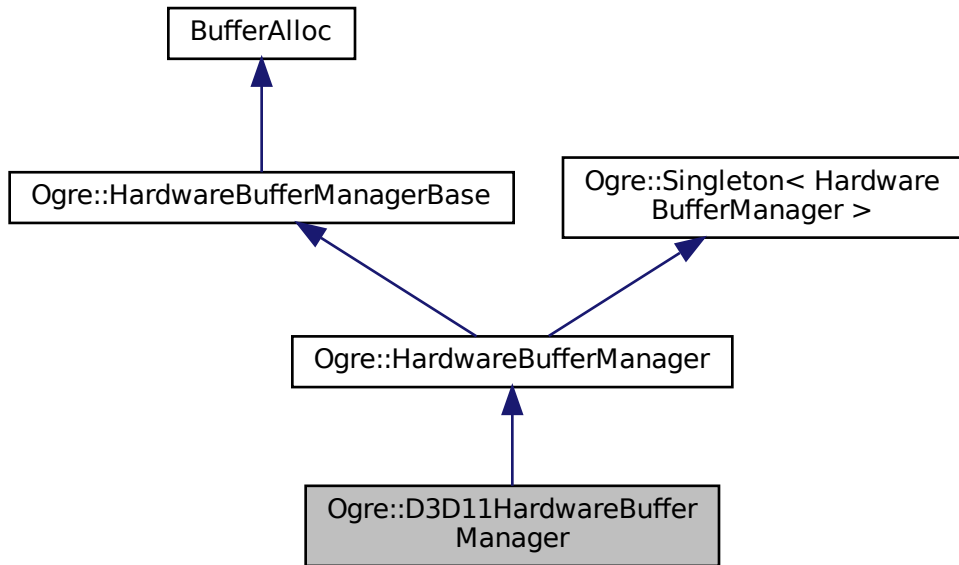 BufferAlloc
Ogre::HardwareBufferManagerBase
Ogre::Singleton< Hardware
BufferManager >
Ogre::HardwareBufferManager
Ogre::D3D11HardwareBuffer
Manager